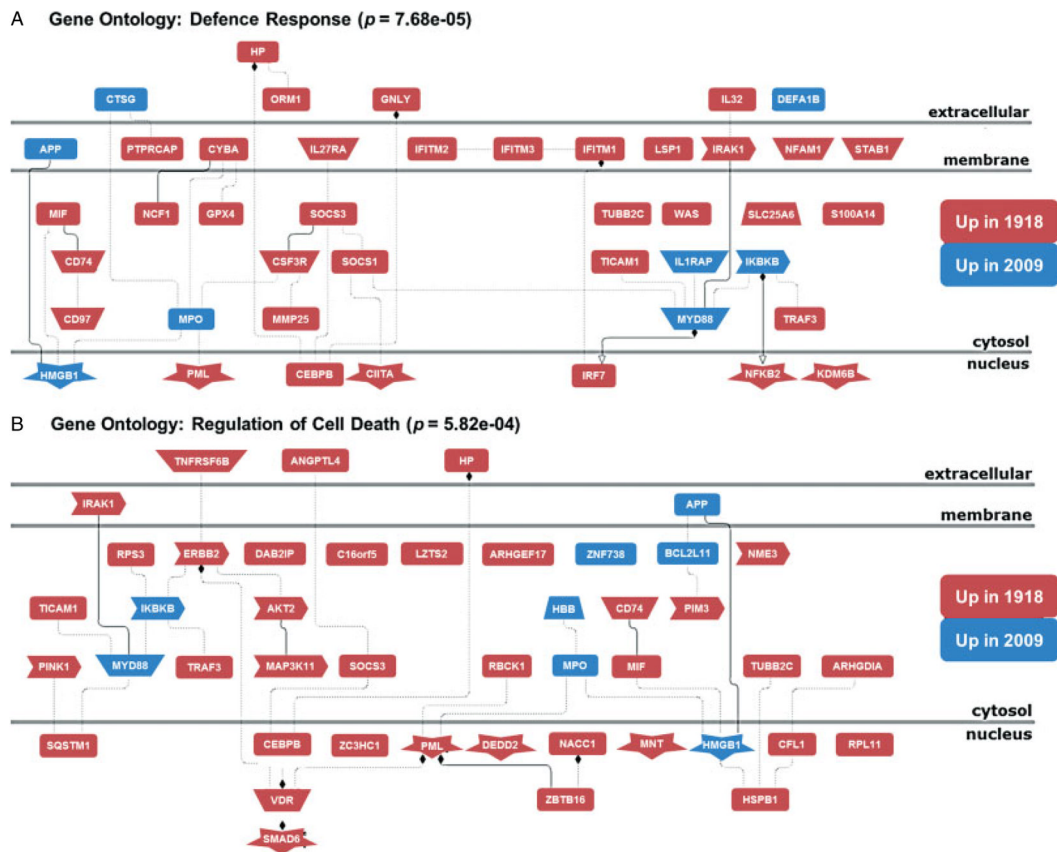 A Gene Ontology: Defence Response (p = 7.68e-05)
HP
CTSG ORM1 GNLY IL32 DEFA1B
extracellular
APP PTPRCAP CYBA IL27RA IFITM2 IFITM3 IFITM1 LSP1 IRAK1 NFAM1 STAB1
membrane
MIF NCF1 GPX4 SOCS3 TUBB2C WAS SLC25A6 S100A14
Up in 1918
CD74 CSF3R SOCS1 TICAM1 IL1RAP IKBKB
Up in 2009
CD97 MPO MMP25 MYD88 TRAF3
cytosol
nucleus
HMGB1 PML CEBPB CIITA IRF7 NFKB2 KDM6B
B Gene Ontology: Regulation of Cell Death (p = 5.82e-04)
TNFRSF6B ANGPTL4 HP
extracellular
IRAK1 APP
membrane
RPS3 ERBB2 DAB2IP C16orf5 LZTS2 ARHGEF17 ZNF738 BCL2L11 NME3
Up in 1918
TICAM1 IKBKB AKT2 HBB CD74 PIM3
Up in 2009
PINK1 MYD88 TRAF3 MAP3K11 SOCS3 RBCK1 MPO MIF TUBB2C ARHGDIA
cytosol
nucleus
SQSTM1 CEBPB ZC3HC1 PML DEDD2 NACC1 MNT HMGB1 CFL1 RPL11
VDR ZBTB16 HSPB1
SMAD6